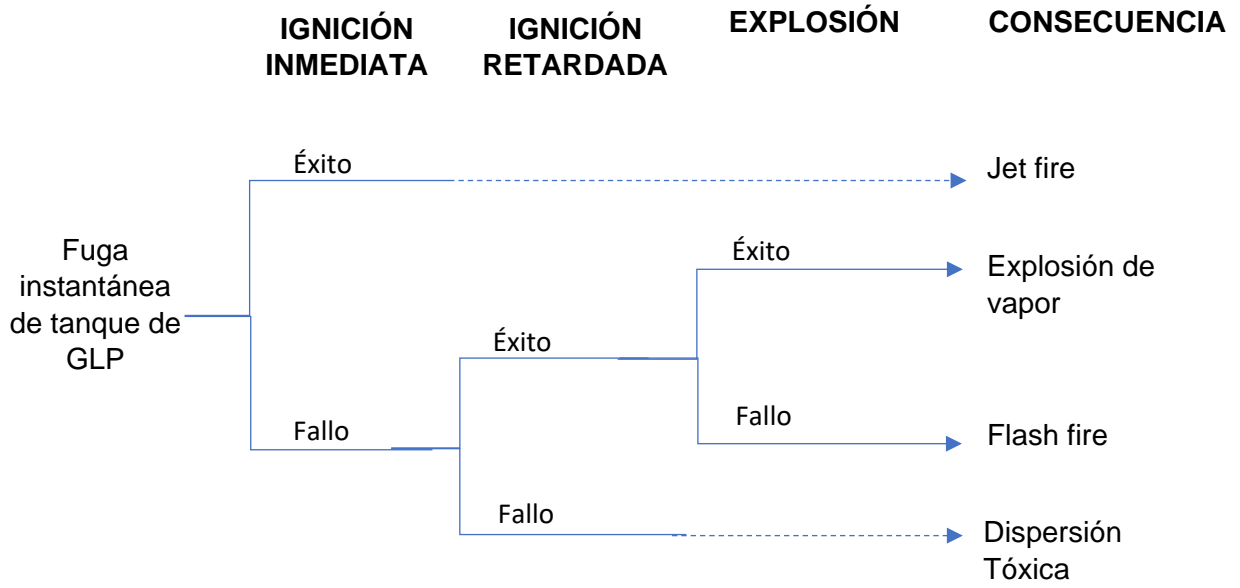 IGNICIÓN
INMEDIATA
IGNICIÓN
RETARDADA
EXPLOSIÓN
CONSECUENCIA
Éxito
Jet fire
Fuga
instantánea
de tanque de
GLP
Éxito
Explosión de
vapor
Éxito
Fallo
Fallo
Flash fire
Fallo
Dispersión
Tóxica